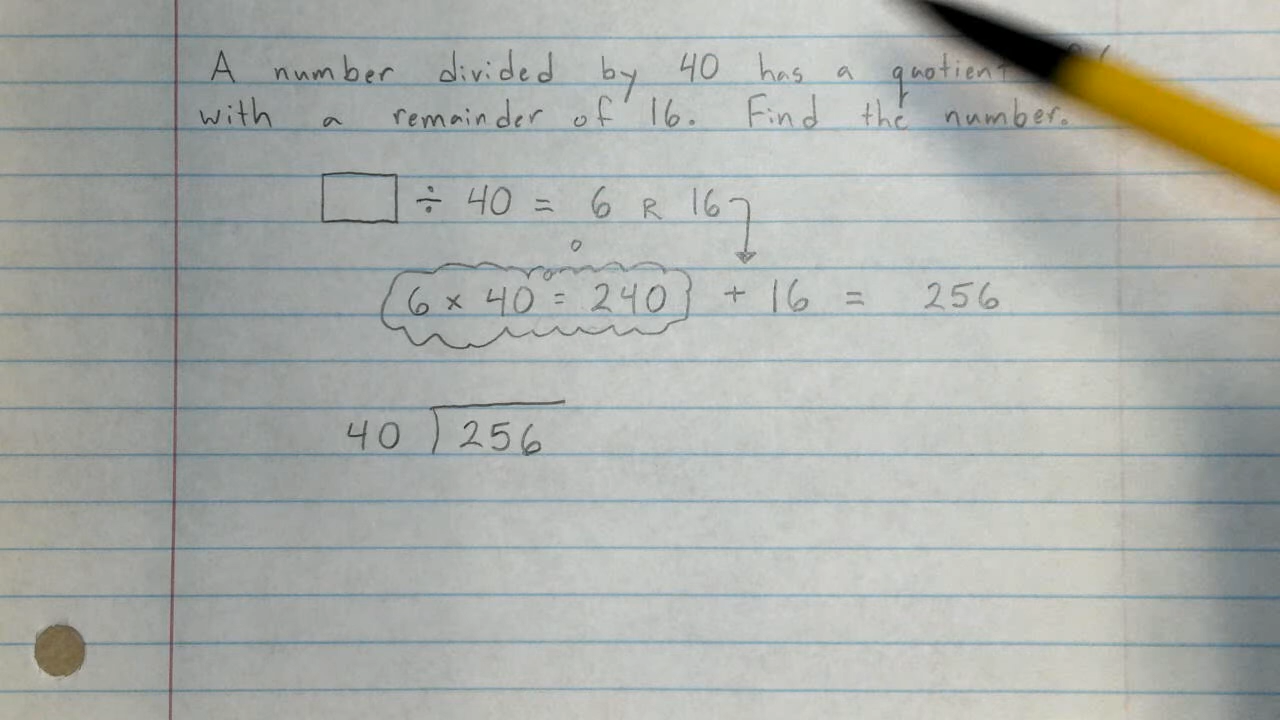 A number divided by 40 has a quotient
with a remainder of 16. Find the number.
÷ 40 = 6 R 16
6 × 40 = 240 + 16 = 256
40 ) 256